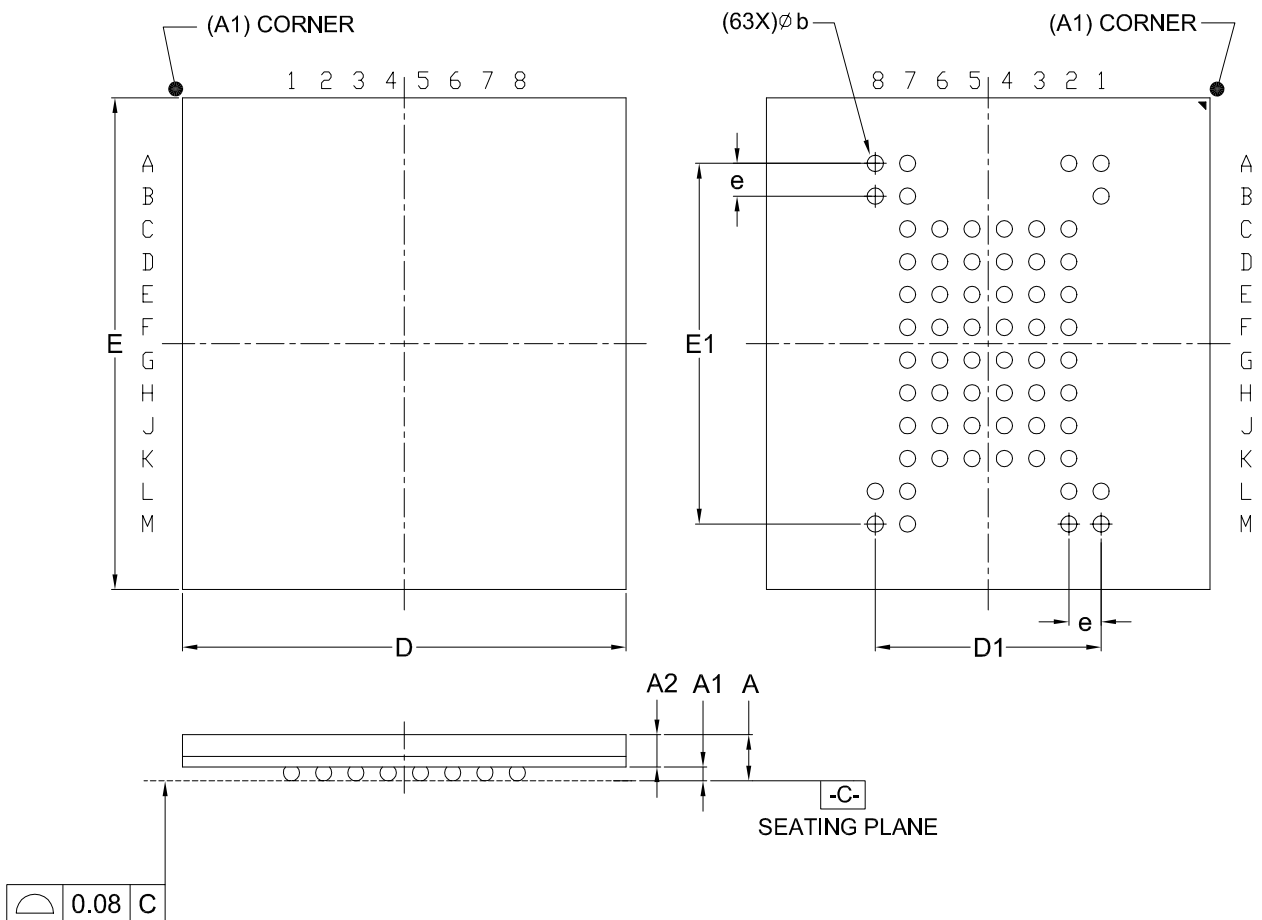 (A1) CORNER
1 2 3 4 5 6 7 8
A
B
C
D
E
F
G
H
J
K
L
M
E
D
(63X)Ø b
(A1) CORNER
8 7 6 5 4 3 2 1
e
E1
A
B
C
D
E
F
G
H
J
K
L
M
e
D1
A2 A1 A
-C-
SEATING PLANE
0.08 C